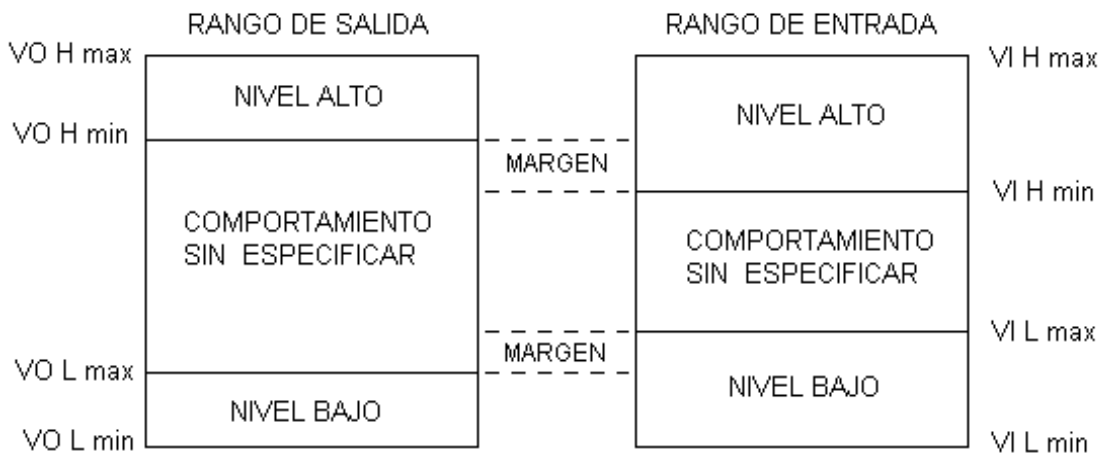 RANGO DE SALIDA
RANGO DE ENTRADA
VO H max
VI H max
NIVEL ALTO
NIVEL ALTO
VO H min
MARGEN
VI H min
COMPORTAMIENTO
SIN ESPECIFICAR
COMPORTAMIENTO
SIN ESPECIFICAR
VI L max
MARGEN
VO L max
NIVEL BAJO
NIVEL BAJO
VO L min
VI L min